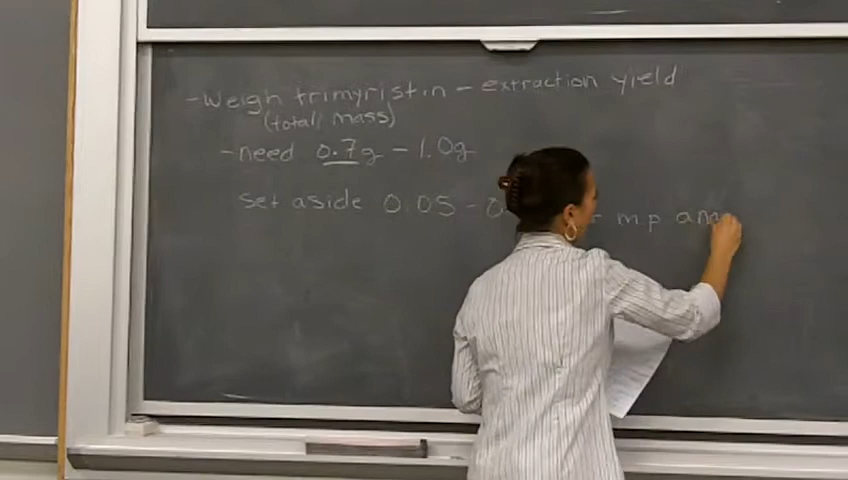 - Weigh trimyristin - extraction yield
(total mass)
- need 0.7g - 1.0g
set aside 0.05 - mp an